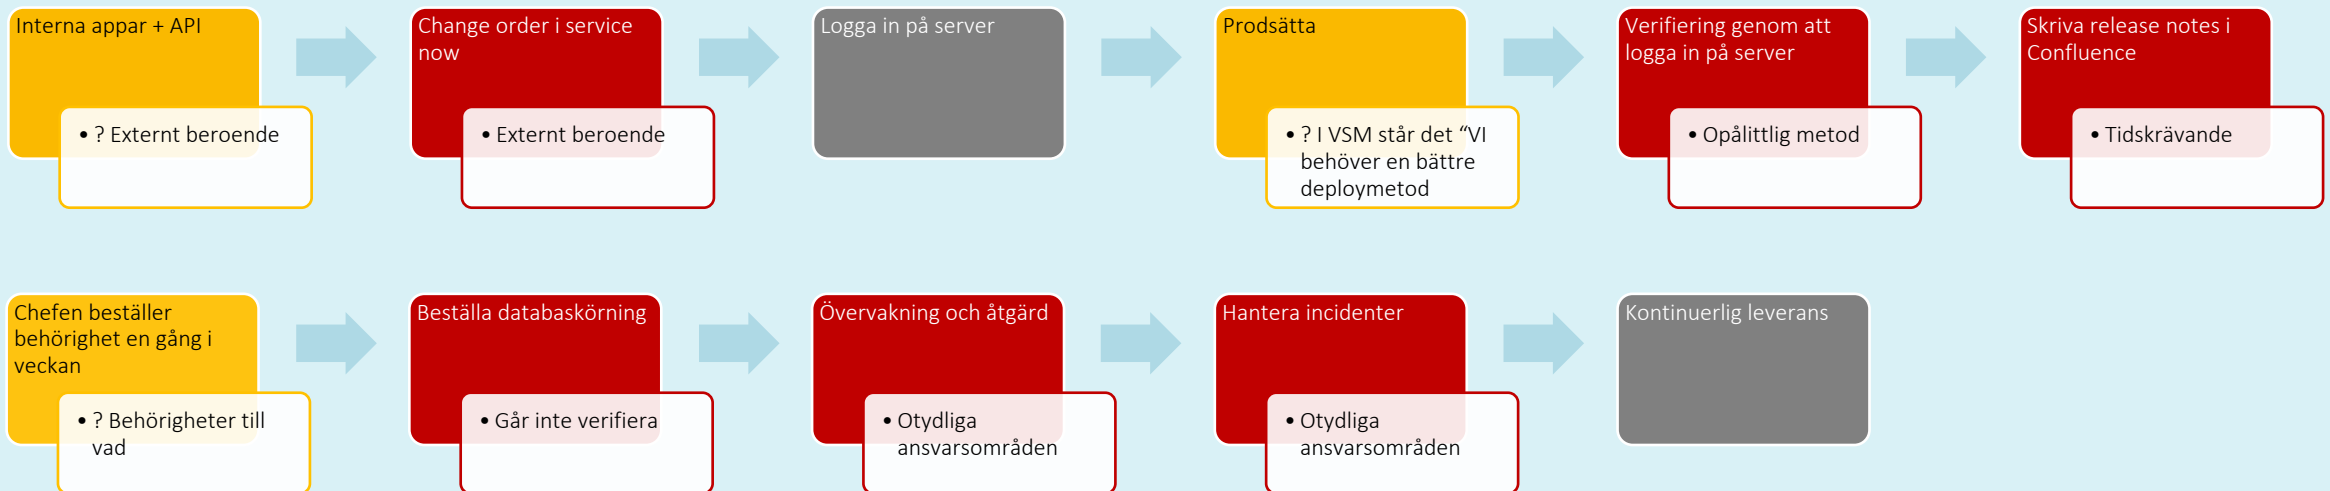 Interna appar + API
• ? Externt beroende
Change order i service
now
• Externt beroende
Logga in på server
Prodsätta
• ? I VSM står det “VI
behöver en bättre
deploymetod
Verifiering genom att
logga in på server
• Opålittlig metod
Skriva release notes i
Confluence
• Tidskrävande
Chefen beställer
behörighet en gång i
veckan
• ? Behörigheter till
vad
Beställa databaskörning
• Går inte verifiera
Övervakning och åtgärd
• Otydliga
ansvarsområden
Hantera incidenter
• Otydliga
ansvarsområden
Kontinuerlig leverans